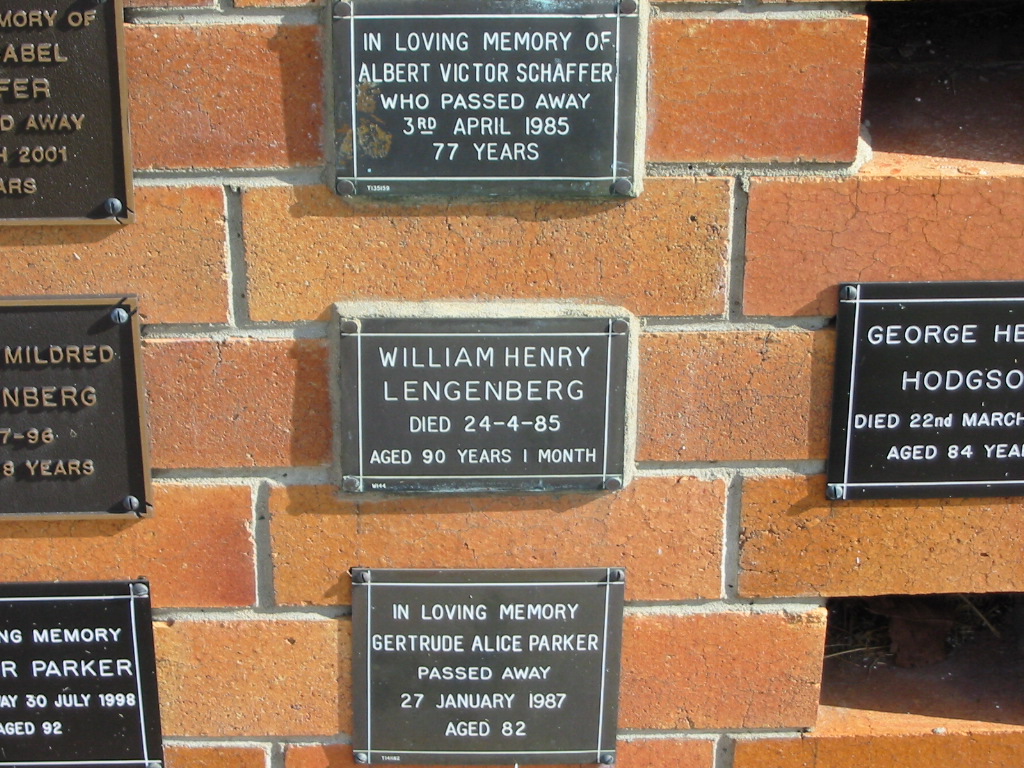 MORY OF
ABEL
FER
D AWAY
H 2001
ARS
IN LOVING MEMORY OF
ALBERT VICTOR SCHAFFER
WHO PASSED AWAY
3RD APRIL 1985
77 YEARS
T135159
MILDRED
NBERG
7-96
8 YEARS
WILLIAM HENRY
LENGENBERG
DIED 24-4-85
AGED 90 YEARS 1 MONTH
GEORGE HE
HODGSO
DIED 22nd MARCH
AGED 84 YEA
NG MEMORY
R PARKER
AY 30 JULY 1998
AGED 92
IN LOVING MEMORY
GERTRUDE ALICE PARKER
PASSED AWAY
27 JANUARY 1987
AGED 82